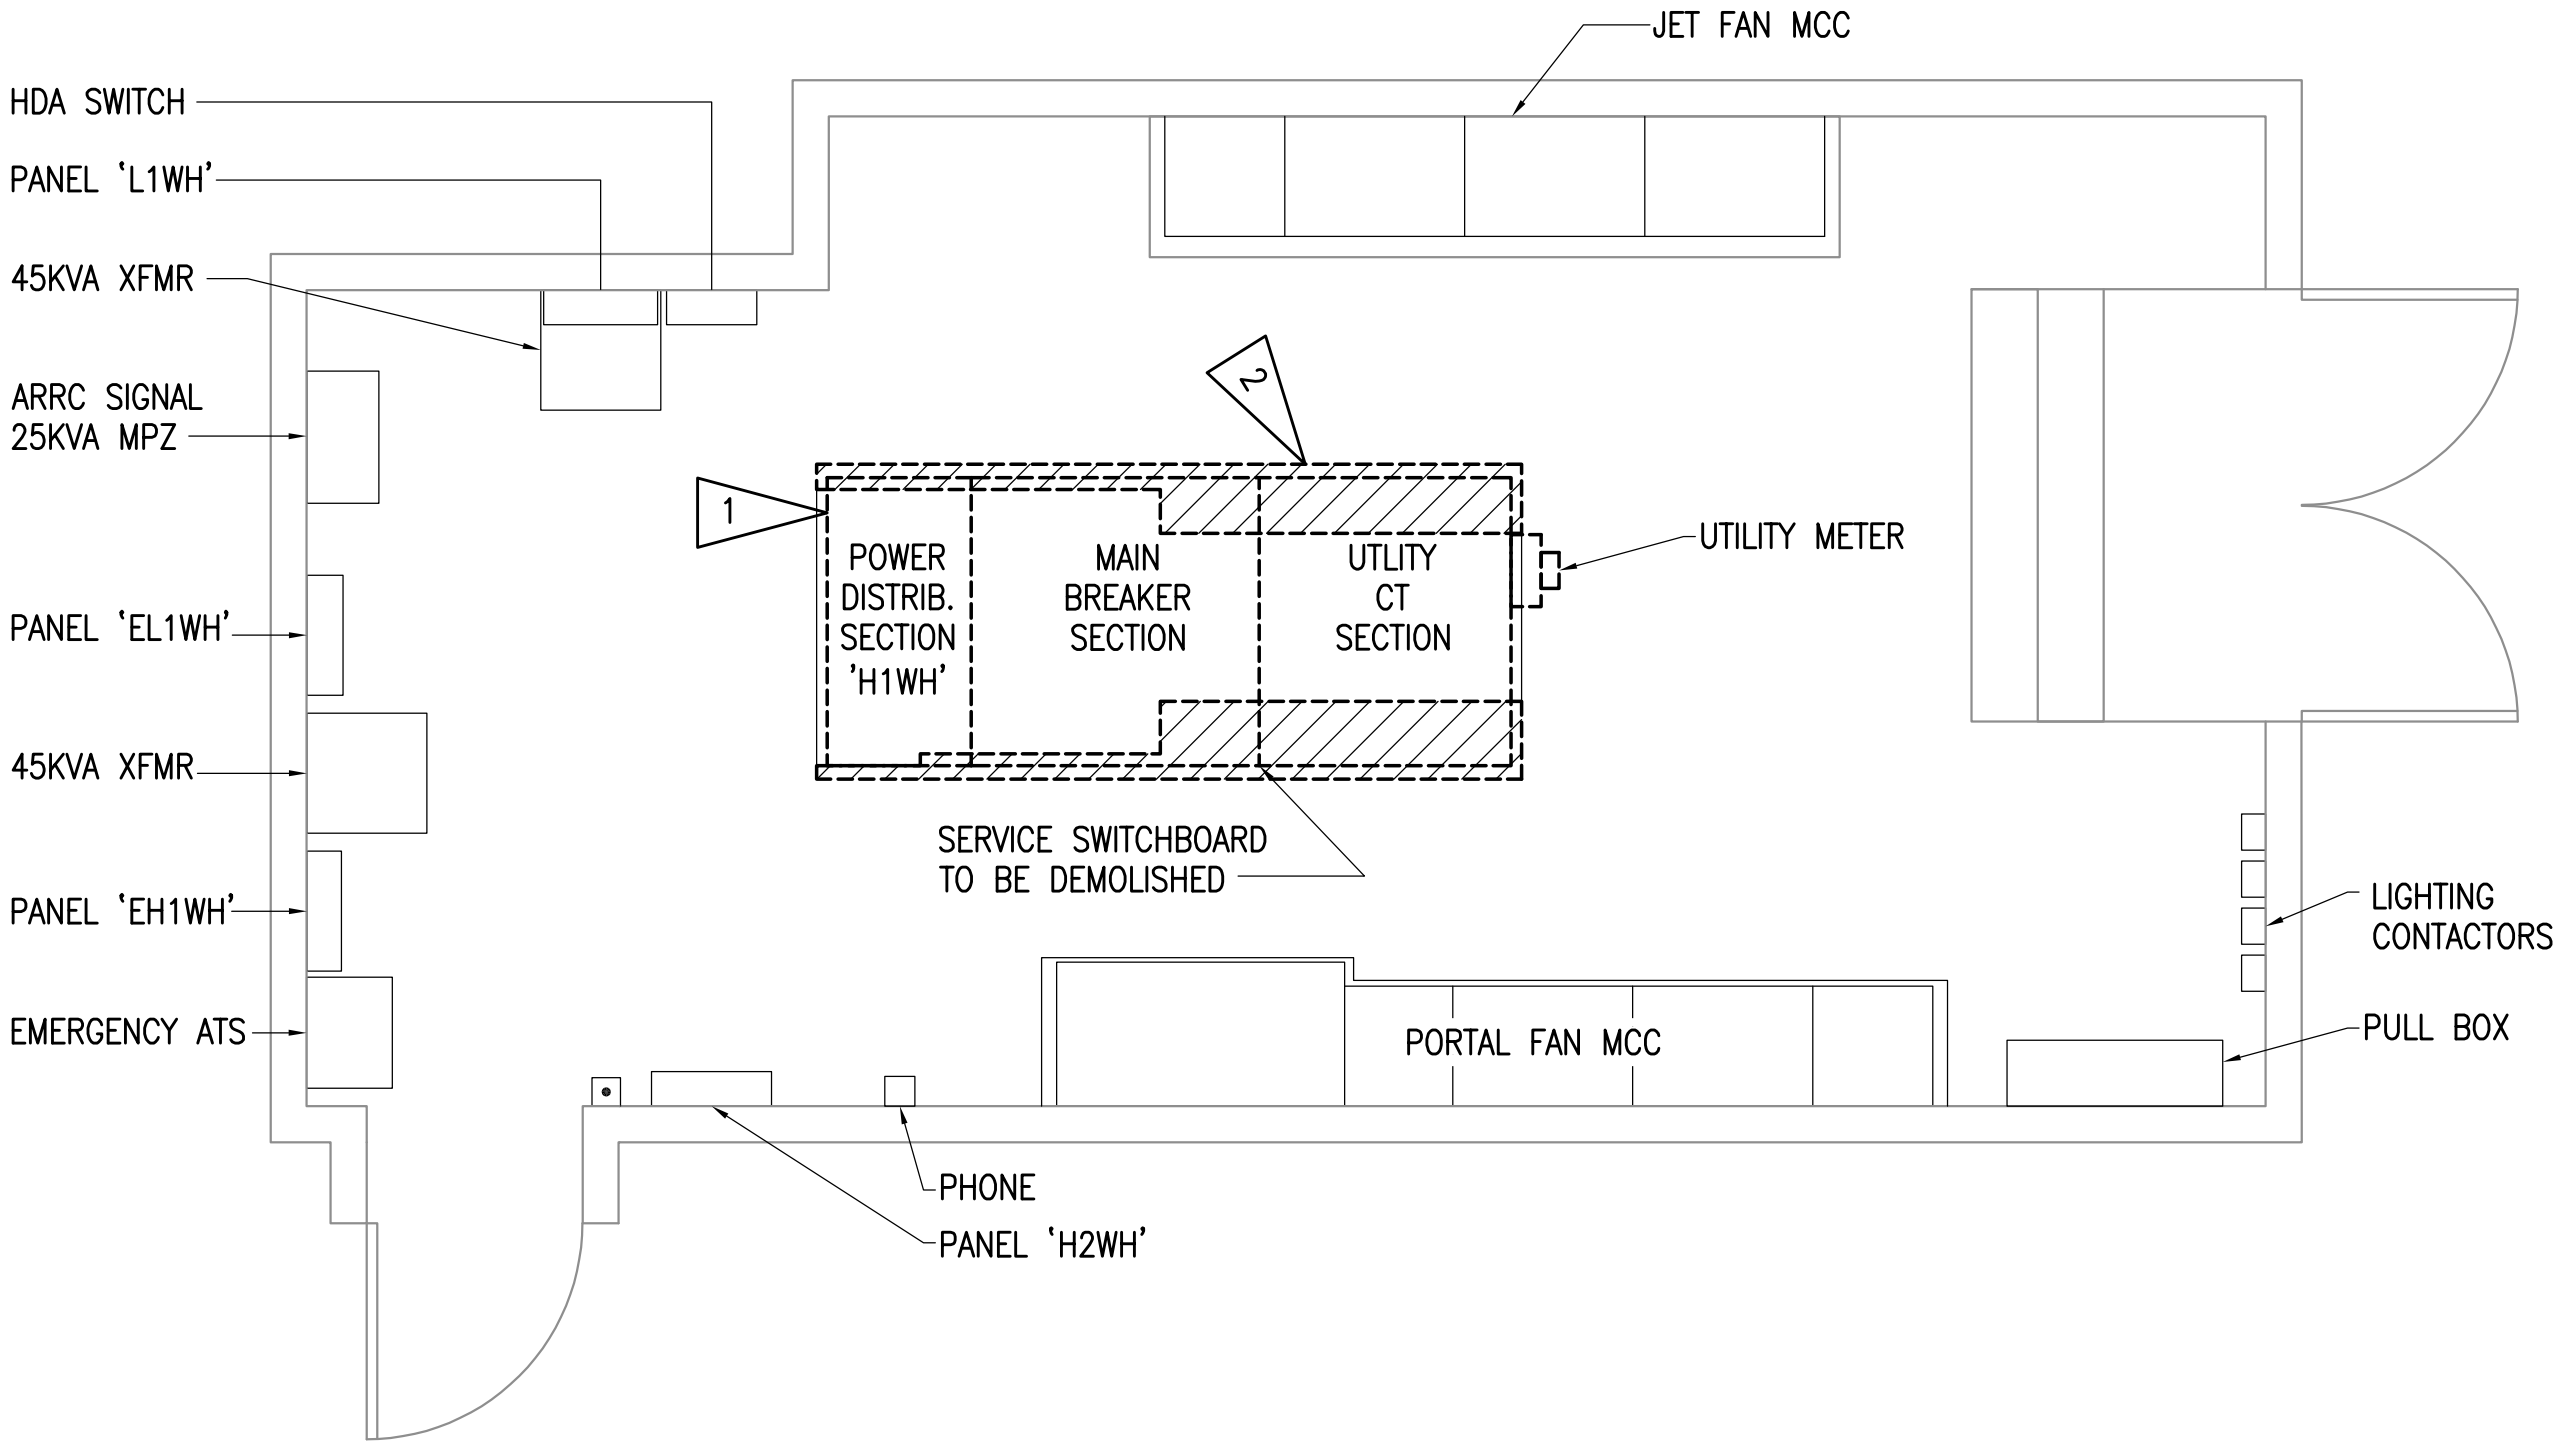 JET FAN MCC
HDA SWITCH
PANEL ‘L1WH’
45KVA XFMR
ARRC SIGNAL
25KVA MPZ
2
1
POWER
DISTRIB.
SECTION
'H1WH'
MAIN
BREAKER
SECTION
UTLITY
CT
SECTION
UTILITY METER
PANEL ‘EL1WH’
45KVA XFMR
SERVICE SWITCHBOARD
TO BE DEMOLISHED
PANEL ‘EH1WH’
LIGHTING
CONTACTORS
EMERGENCY ATS
PORTAL FAN MCC
PULL BOX
PHONE
PANEL ‘H2WH’